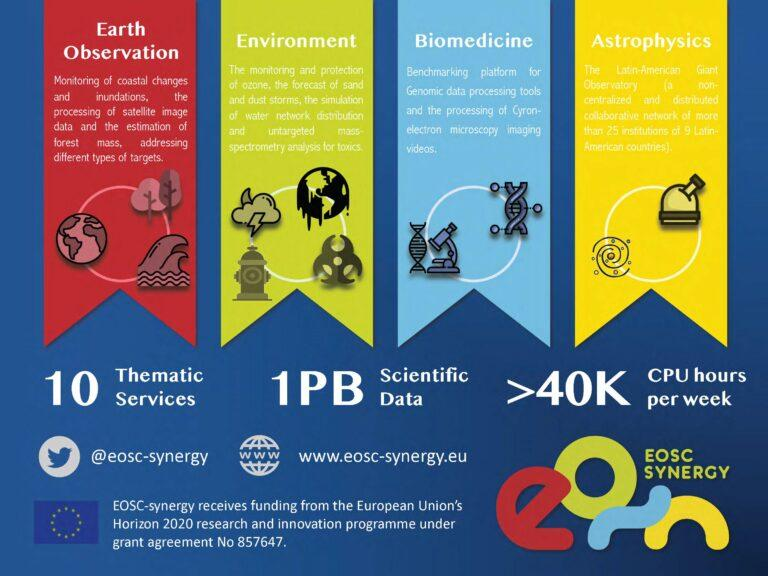 Earth
Observation
Monitoring of coastal changes
and inundations, the
processing of satellite image
data and the estimation of
forest mass, addressing
different types of targets.
Environment
The monitoring and protection
of ozone, the forecast of sand
and dust storms, the simulation
of water network distribution
and untargeted mass-
spectrometry analysis for toxics.
Biomedicine
Benchmarking platform for
Genomic data processing tools
and the processing of Cyron-
electron microscopy imaging
videos.
Astrophysics
The Latin-American Giant
Observatory (a non-
centralized and distributed
collaborative network of more
than 25 institutions of 9 Latin-
American countries).
10 Thematic
Services
1PB Scientific
Data
>40K CPU hours
per week
@eosc-synergy
www
www.eosc-synergy.eu
EOSC-synergy receives funding from the European Union's
Horizon 2020 research and innovation programme under
grant agreement No 857647.
EOSC
SYNERGY